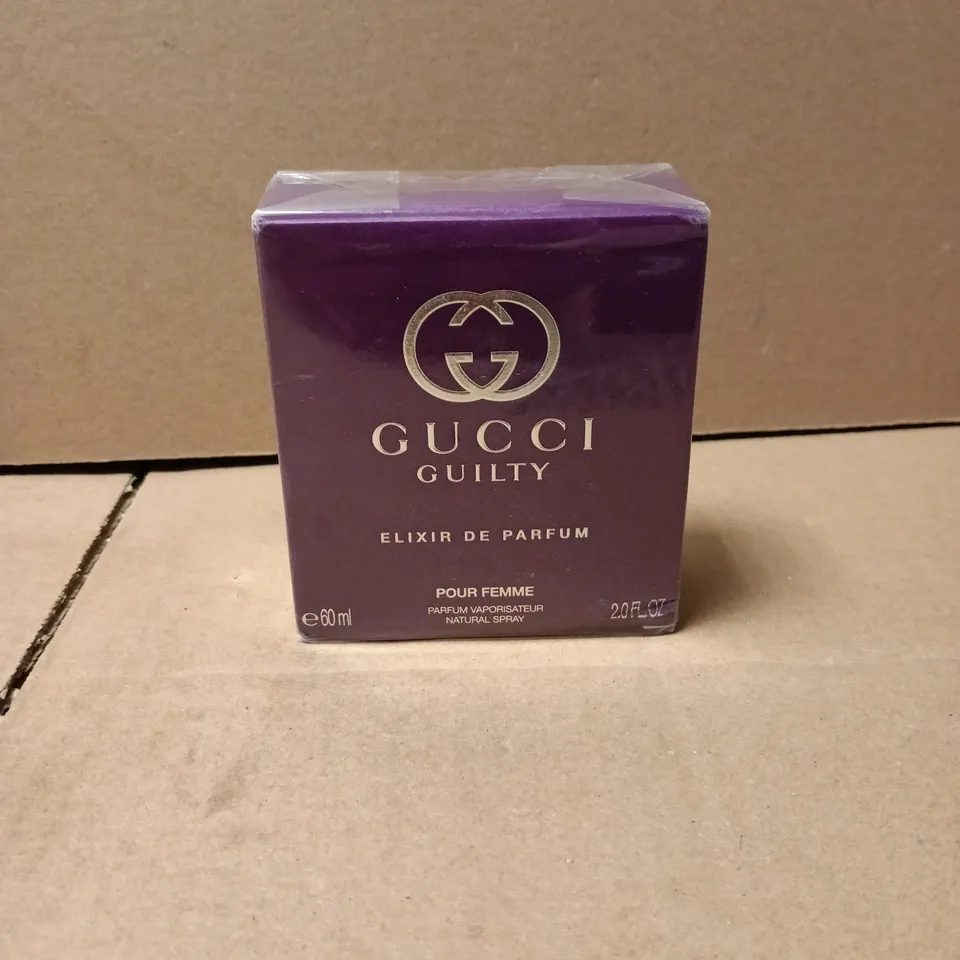 GUCCI
GUILTY
ELIXIR DE PARFUM
POUR FEMME
PARFUM VAPORISATEUR
NATURAL SPRAY
℮60 ml
2.0 FL.OZ